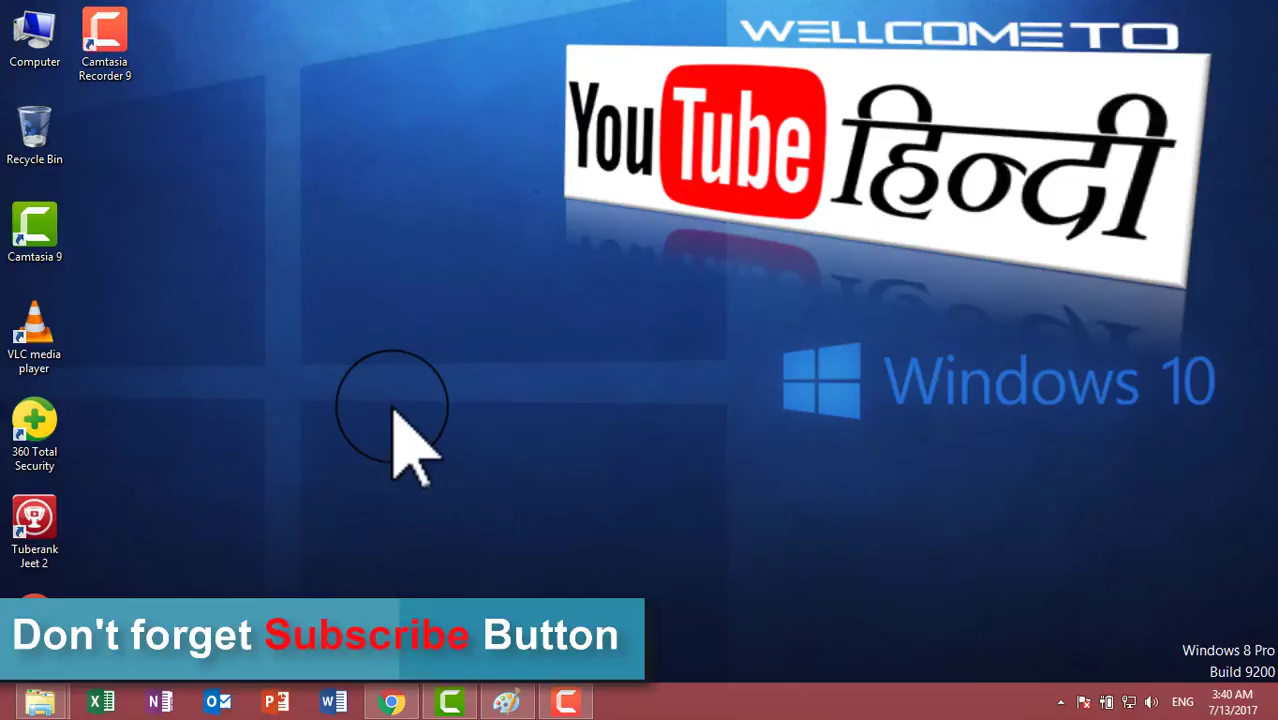 WELLCOME TO
YouTube हिन्दी
Windows 10
Computer
Camtasia
Recorder 9
Recycle Bin
Camtasia 9
VLC media
player
360 Total
Security
Tuberank
Jeet 2
Don't forget Subscribe Button
Windows 8 Pro
Build 9200
ENG
3:40 AM
7/13/2017